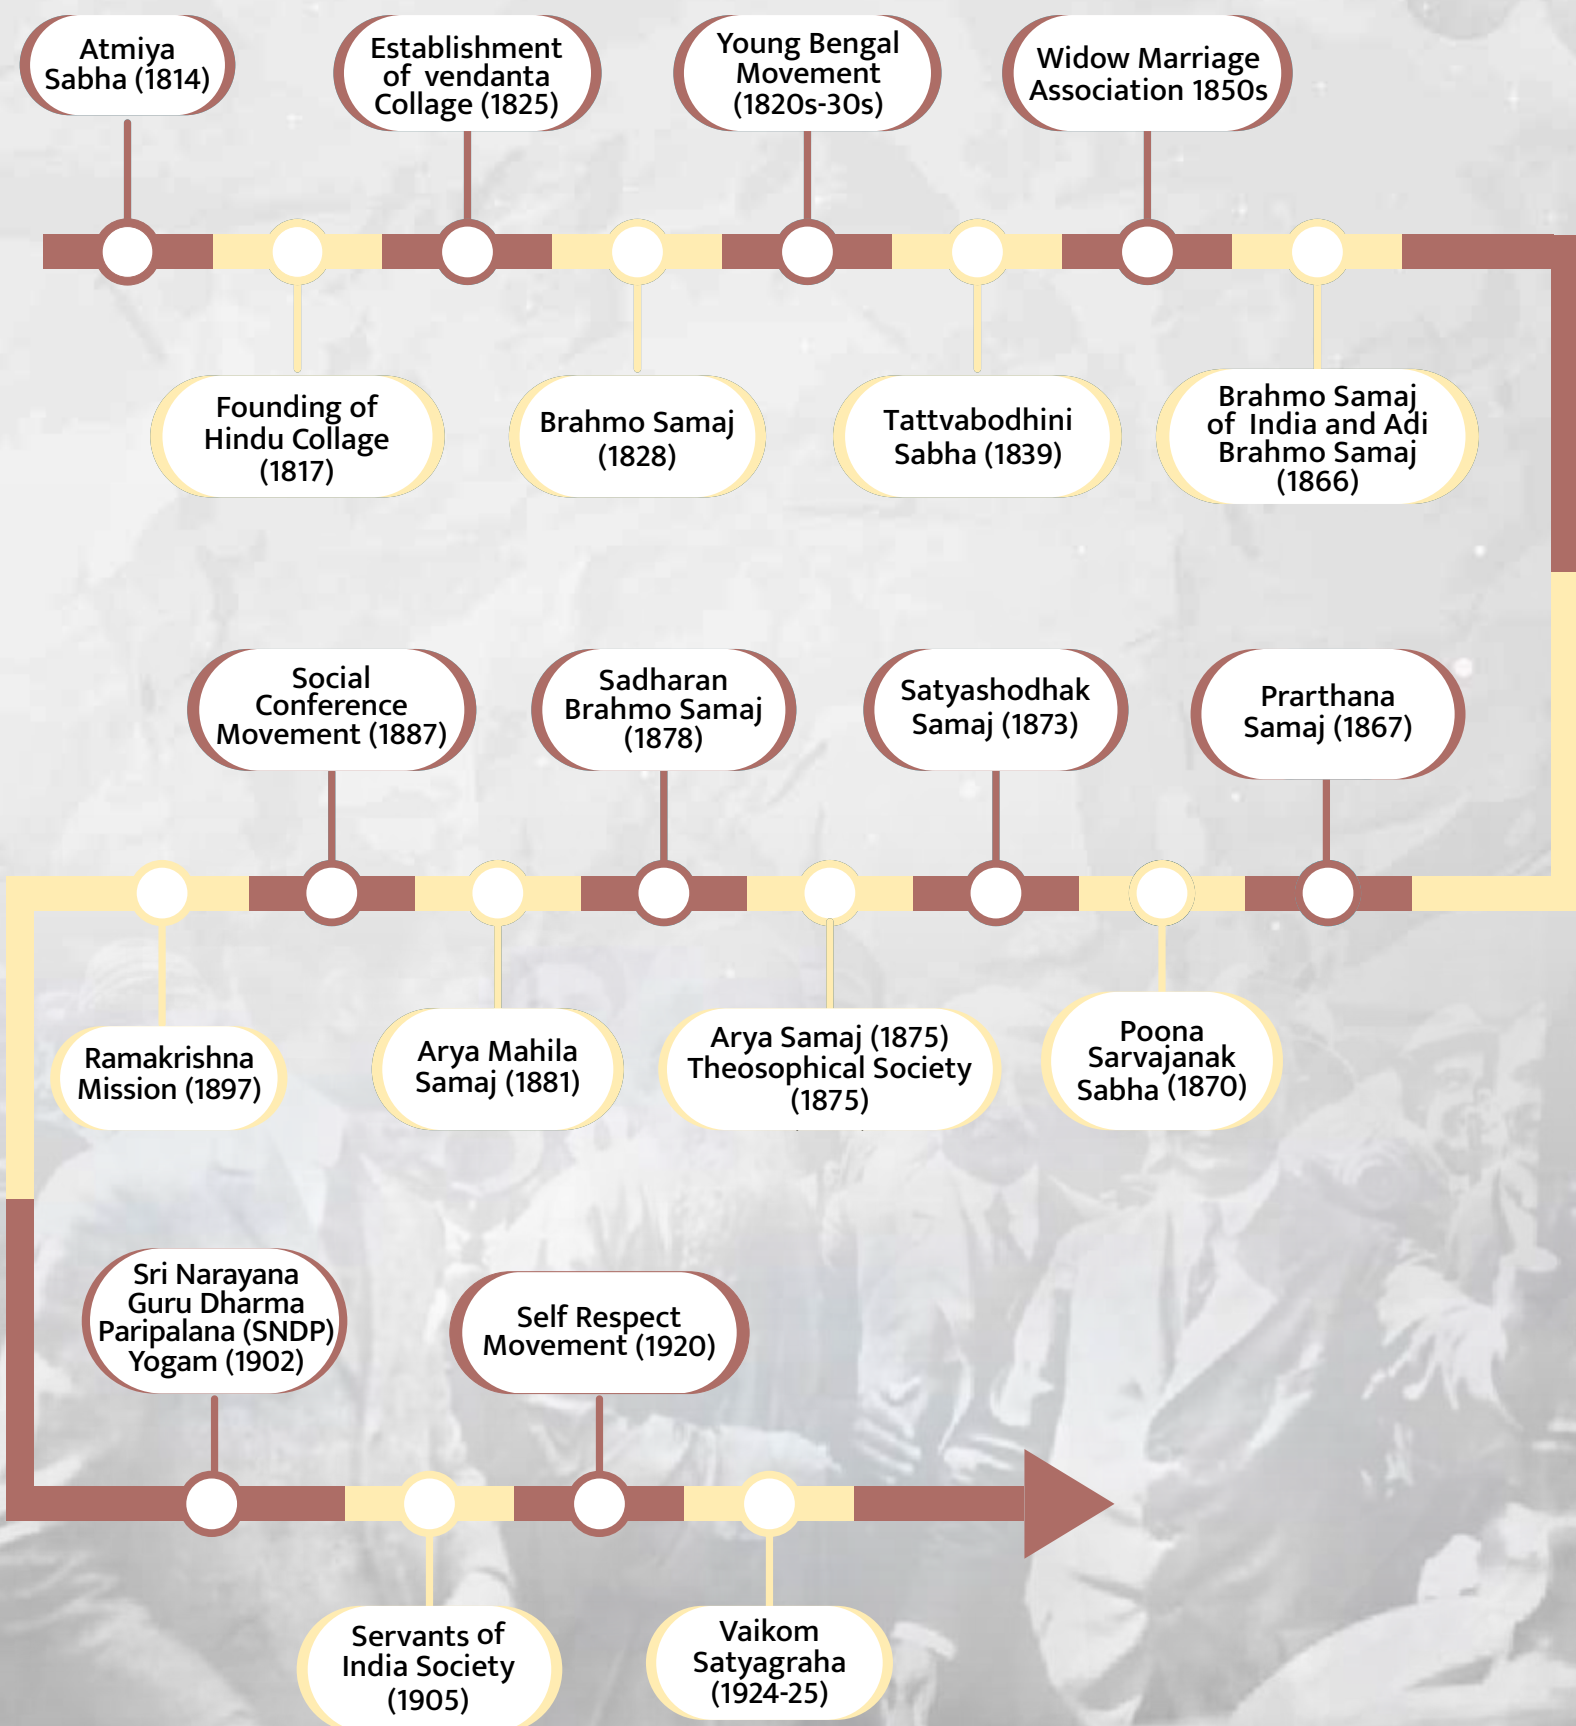 Atmiya
Sabha (1814)
Founding of
Hindu Collage
(1817)
Establishment
of vendanta
Collage (1825)
Brahmo Samaj
(1828)
Young Bengal
Movement
(1820s-30s)
Tattvabodhini
Sabha (1839)
Widow Marriage
Association 1850s
Brahmo Samaj
of India and Adi
Brahmo Samaj
(1866)
Prarthana
Samaj (1867)
Poona
Sarvajanak
Sabha (1870)
Satyashodhak
Samaj (1873)
Arya Samaj (1875)
Theosophical Society
(1875)
Sadharan
Brahmo Samaj
(1878)
Arya Mahila
Samaj (1881)
Social
Conference
Movement (1887)
Ramakrishna
Mission (1897)
Sri Narayana
Guru Dharma
Paripalana (SNDP)
Yogam (1902)
Servants of
India Society
(1905)
Self Respect
Movement (1920)
Vaikom
Satyagraha
(1924-25)